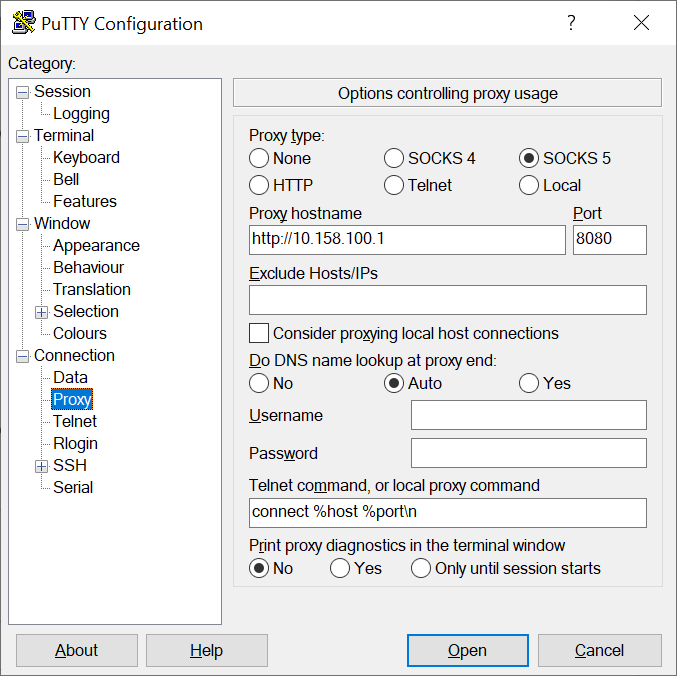 PuTTY Configuration
?
Category:
Session
Logging
Terminal
Keyboard
Bell
Features
Window
Appearance
Behaviour
Translation
Selection
Colours
Connection
Data
Proxy
Telnet
Rlogin
SSH
Serial
Options controlling proxy usage
Proxy type:
None SOCKS 4 SOCKS 5
HTTP Telnet Local
Proxy hostname Port
http://10.158.100.1 8080
Exclude Hosts/IPs
Consider proxying local host connections
Do DNS name lookup at proxy end:
No Auto Yes
Username
Password
Telnet command, or local proxy command
connect %host %port\n
Print proxy diagnostics in the terminal window
No Yes Only until session starts
About Help Open Cancel